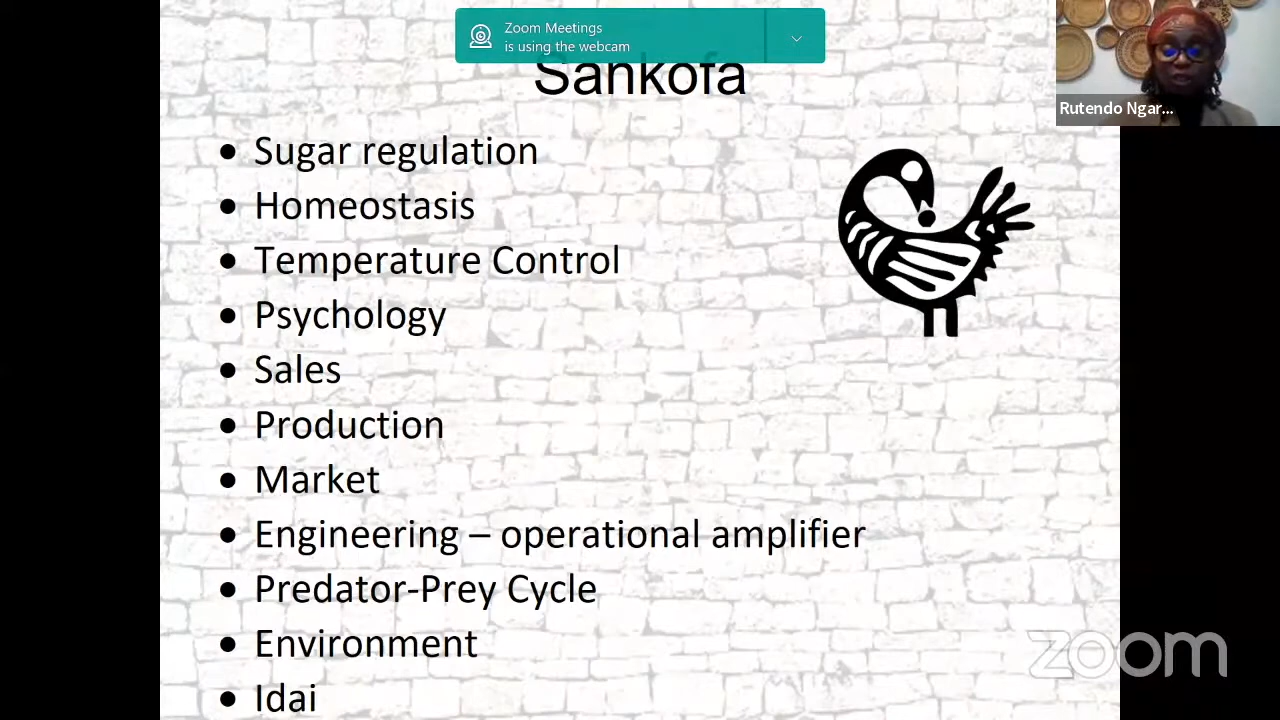 Zoom Meetings
is using the webcam
Sankofa
Rutendo Ngar...
• Sugar regulation
• Homeostasis
• Temperature Control
• Psychology
• Sales
• Production
• Market
• Engineering – operational amplifier
• Predator-Prey Cycle
• Environment
• Idai
zoom